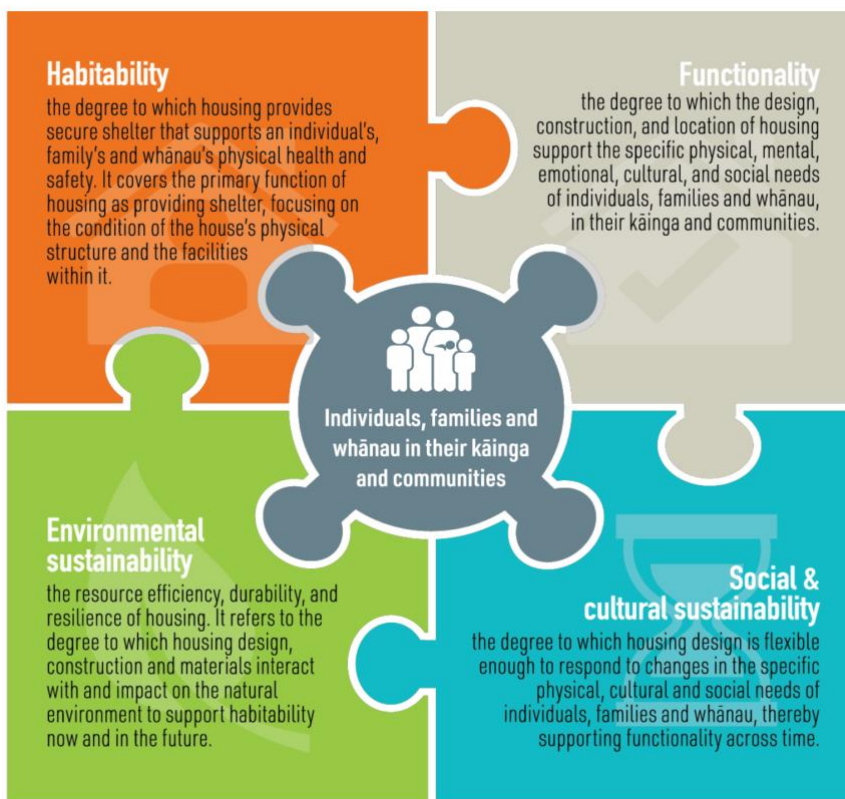 Habitability
the degree to which housing provides
secure shelter that supports an individual's,
family's and whānau's physical health and
safety. It covers the primary function of
housing as providing shelter, focusing on
the condition of the house's physical
structure and the facilities
within it.
Functionality
the degree to which the design,
construction, and location of housing
support the specific physical, mental,
emotional, cultural, and social needs
of individuals, families and whānau,
in their kāinga and communities.
Individuals, families and
whānau in their kāinga
and communities
Environmental
sustainability
the resource efficiency, durability, and
resilience of housing. It refers to the
degree to which housing design,
construction and materials interact
with and impact on the natural
environment to support habitability
now and in the future.
Social &
cultural sustainability
the degree to which housing design is flexible
enough to respond to changes in the specific
physical, cultural and social needs of
individuals, families and whānau, thereby
supporting functionality across time.